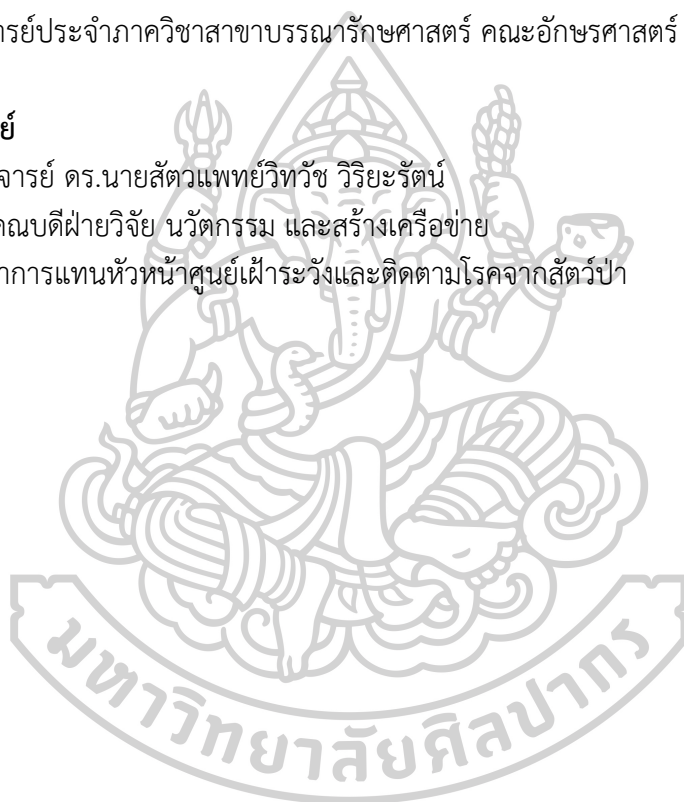 ารย์ประจำภาควิชาสาขาบรรณารักษศาสตร์ คณะอักษรศาสตร์
ย์
จารย์ ดร.นายสัตวแพทย์วิทวัช วิริยะรัตน์
คณบดีฝ่ายวิจัย นวัตกรรม และสร้างเครือข่าย
าการแทนหัวหน้าศูนย์เฝ้าระวังและติดตามโรคจากสัตว์ป่า
มหาวิทยาลัยศิลปากร